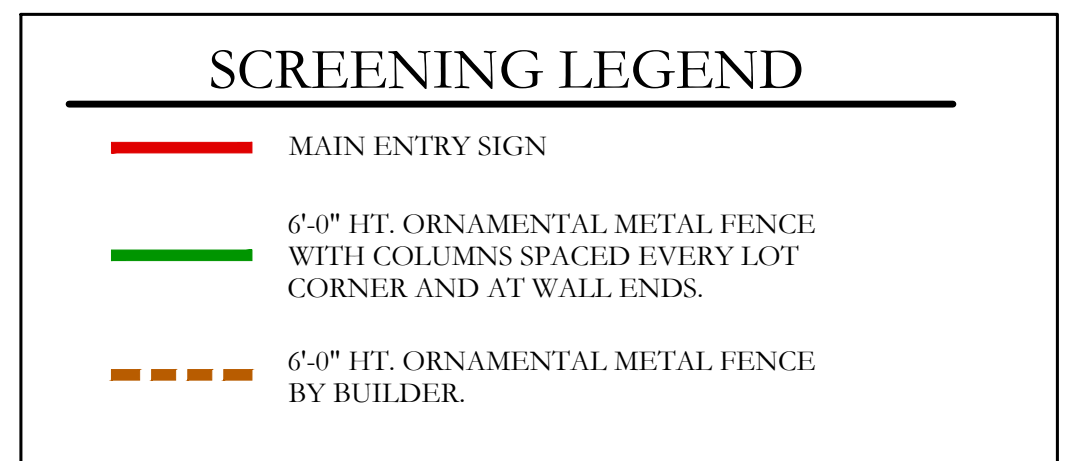 SCREENING LEGEND
MAIN ENTRY SIGN
6'-0" HT. ORNAMENTAL METAL FENCE
WITH COLUMNS SPACED EVERY LOT
CORNER AND AT WALL ENDS.
6'-0" HT. ORNAMENTAL METAL FENCE
BY BUILDER.